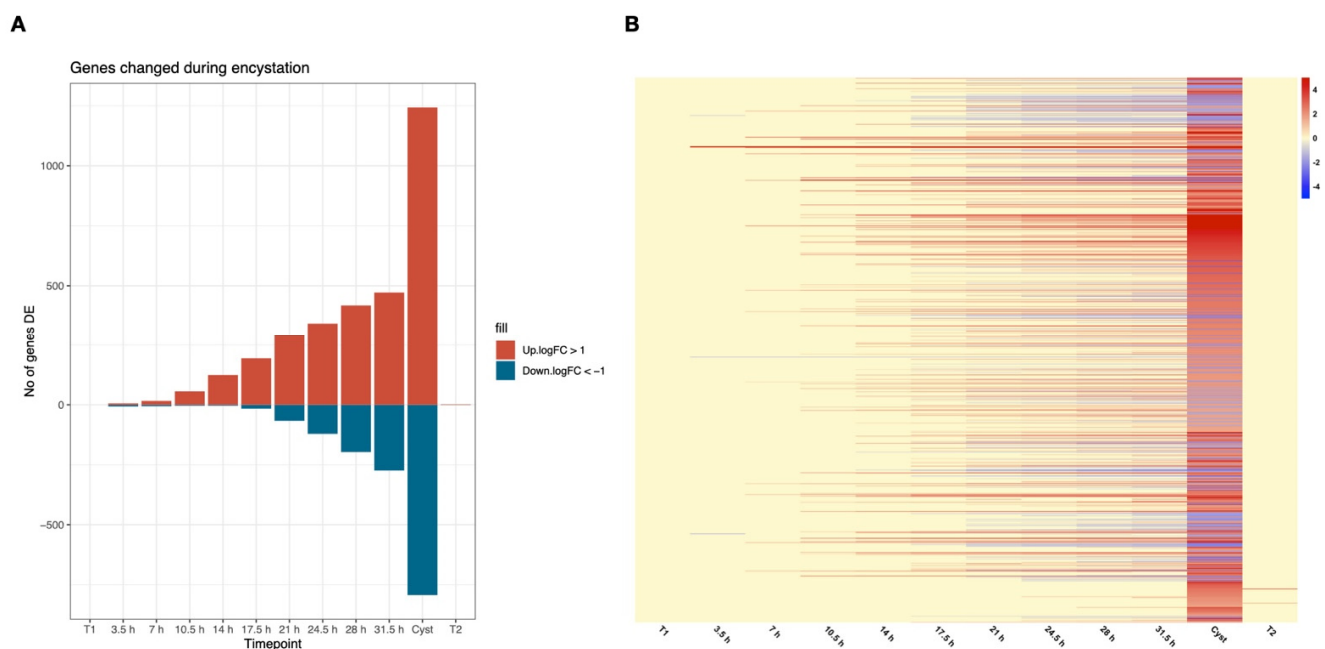 A
B
Genes changed during encystation
No of genes DE
1000
500
0
−500
T1 3.5 h 7 h 10.5 h 14 h 17.5 h 21 h 24.5 h 28 h 31.5 h Cyst T2
Timepoint
fill
Up.logFC > 1
Down.logFC < −1
4
2
0
-2
-4
T1 3.5 h 7 h 10.5 h 14 h 17.5 h 21 h 24.5 h 28 h 31.5 h Cyst T2